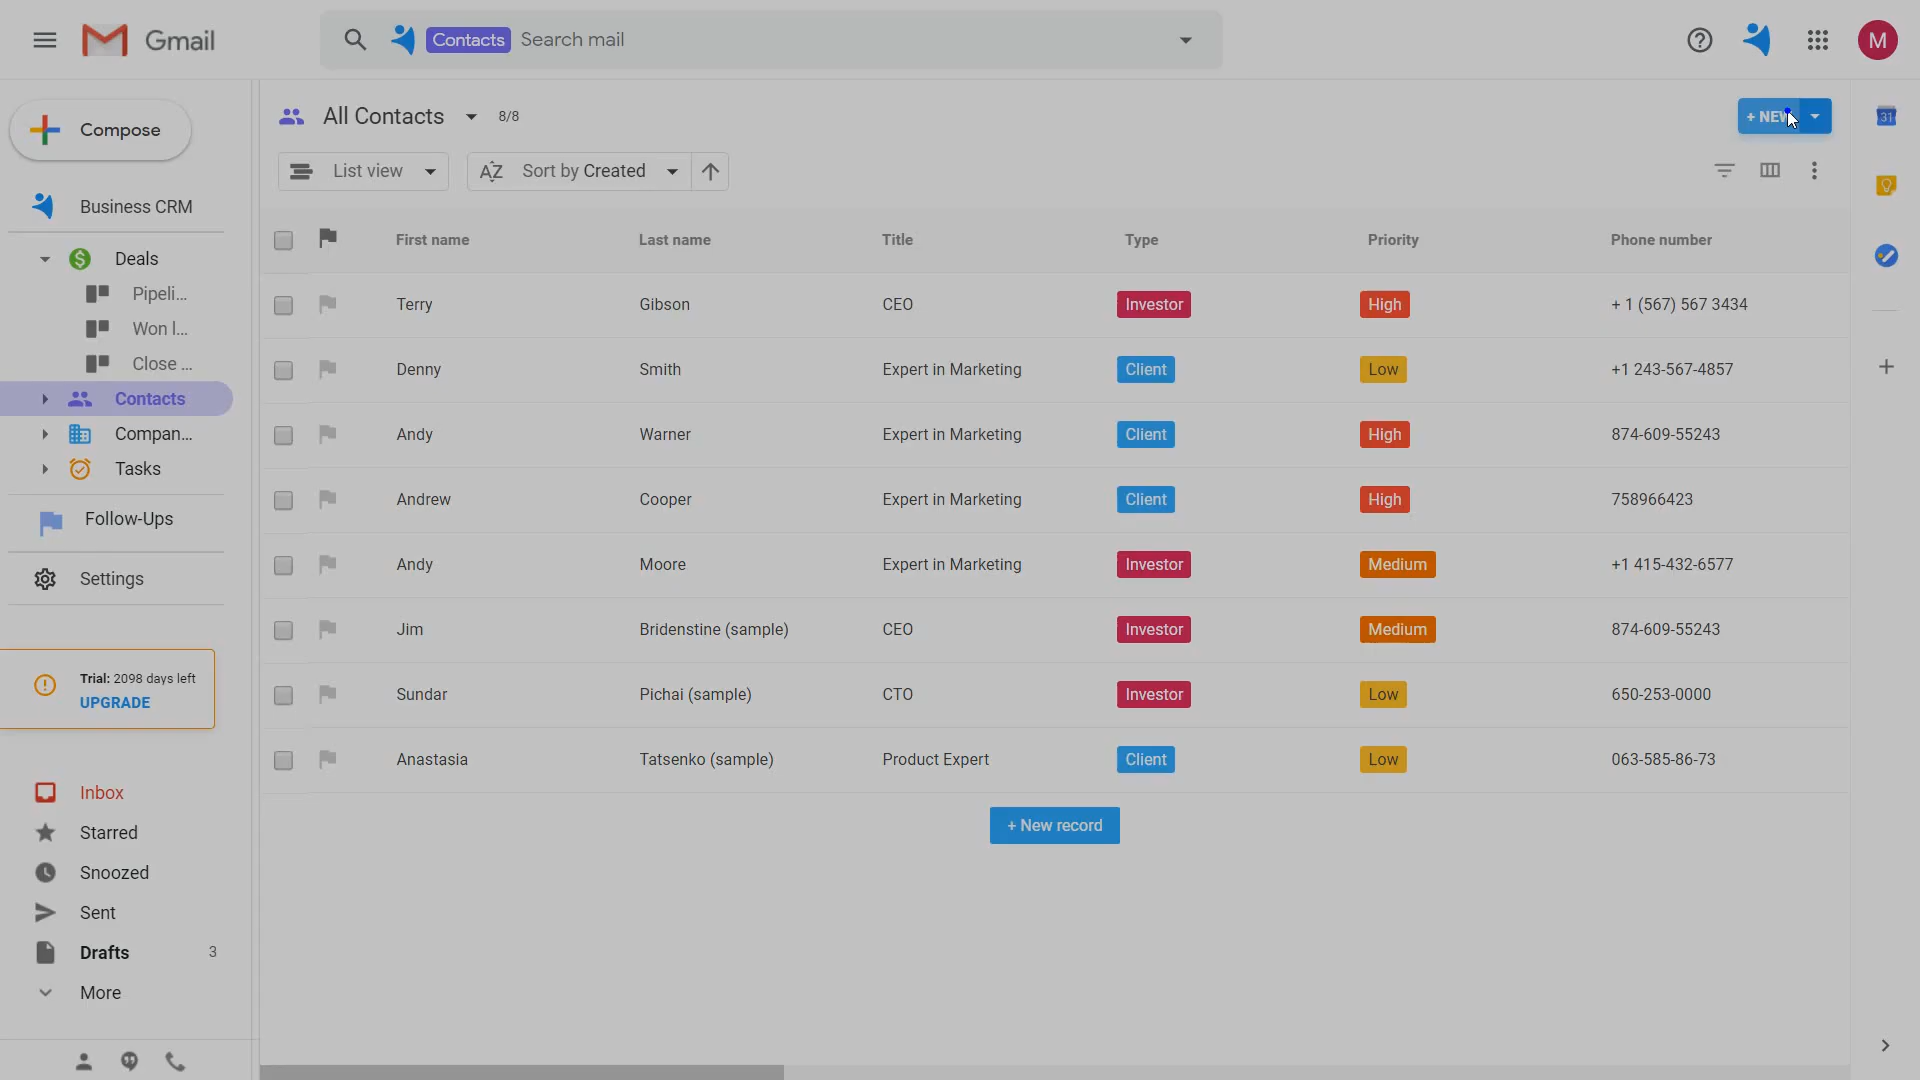 Gmail
Contacts Search mail
M
Compose
Business CRM
Deals
Pipeli...
Won l...
Close ...
Contacts
Compan...
Tasks
Follow-Ups
Settings
Trial: 2098 days left
UPGRADE
Inbox
Starred
Snoozed
Sent
Drafts 3
More
All Contacts 8/8
+ NEW
List view
AZ Sort by Created
First name Last name Title Type Priority Phone number
Terry Gibson CEO Investor High + 1 (567) 567 3434
Denny Smith Expert in Marketing Client Low +1 243-567-4857
Andy Warner Expert in Marketing Client High 874-609-55243
Andrew Cooper Expert in Marketing Client High 758966423
Andy Moore Expert in Marketing Investor Medium +1 415-432-6577
Jim Bridenstine (sample) CEO Investor Medium 874-609-55243
Sundar Pichai (sample) CTO Investor Low 650-253-0000
Anastasia Tatsenko (sample) Product Expert Client Low 063-585-86-73
+ New record
31